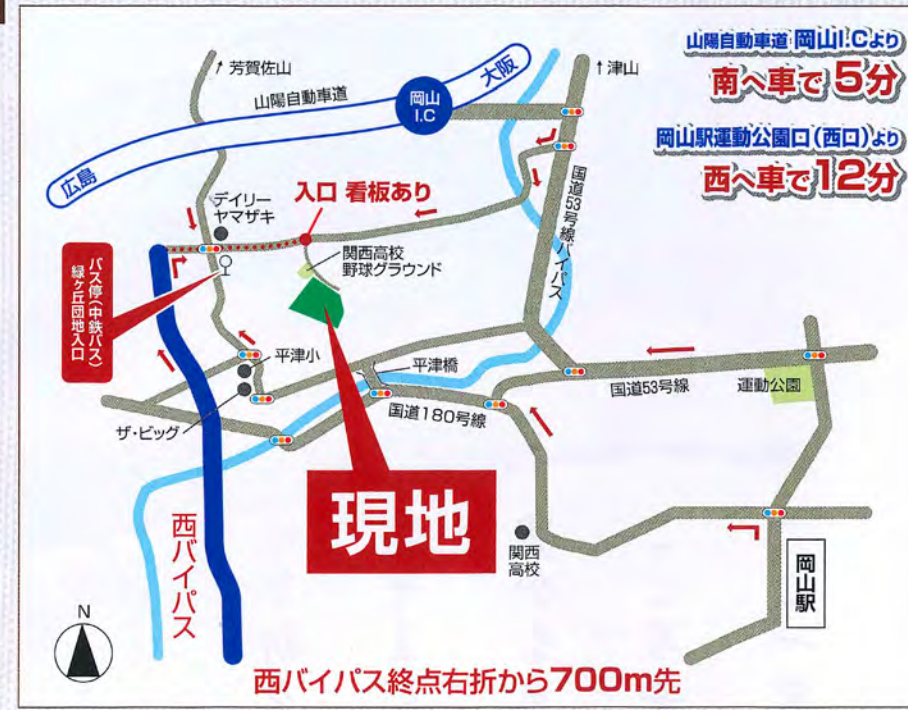 山陽自動車道 岡山I.Cより
南へ車で5分
岡山駅運動公園口(西口)より
西へ車で12分
↑芳賀佐山
山陽自動車道
岡山
I.C
大阪
広島
↑津山
国道53号線バイパス
デイリー
ヤマザキ
入口 看板あり
関西高校
野球グラウンド
バス停(中鉄バス)
緑ヶ丘団地入口
平津小
平津橋
ザ・ビッグ
国道180号線
国道53号線
運動公園
現地
西バイパス
関西
高校
岡山駅
N
西バイパス終点右折から700m先